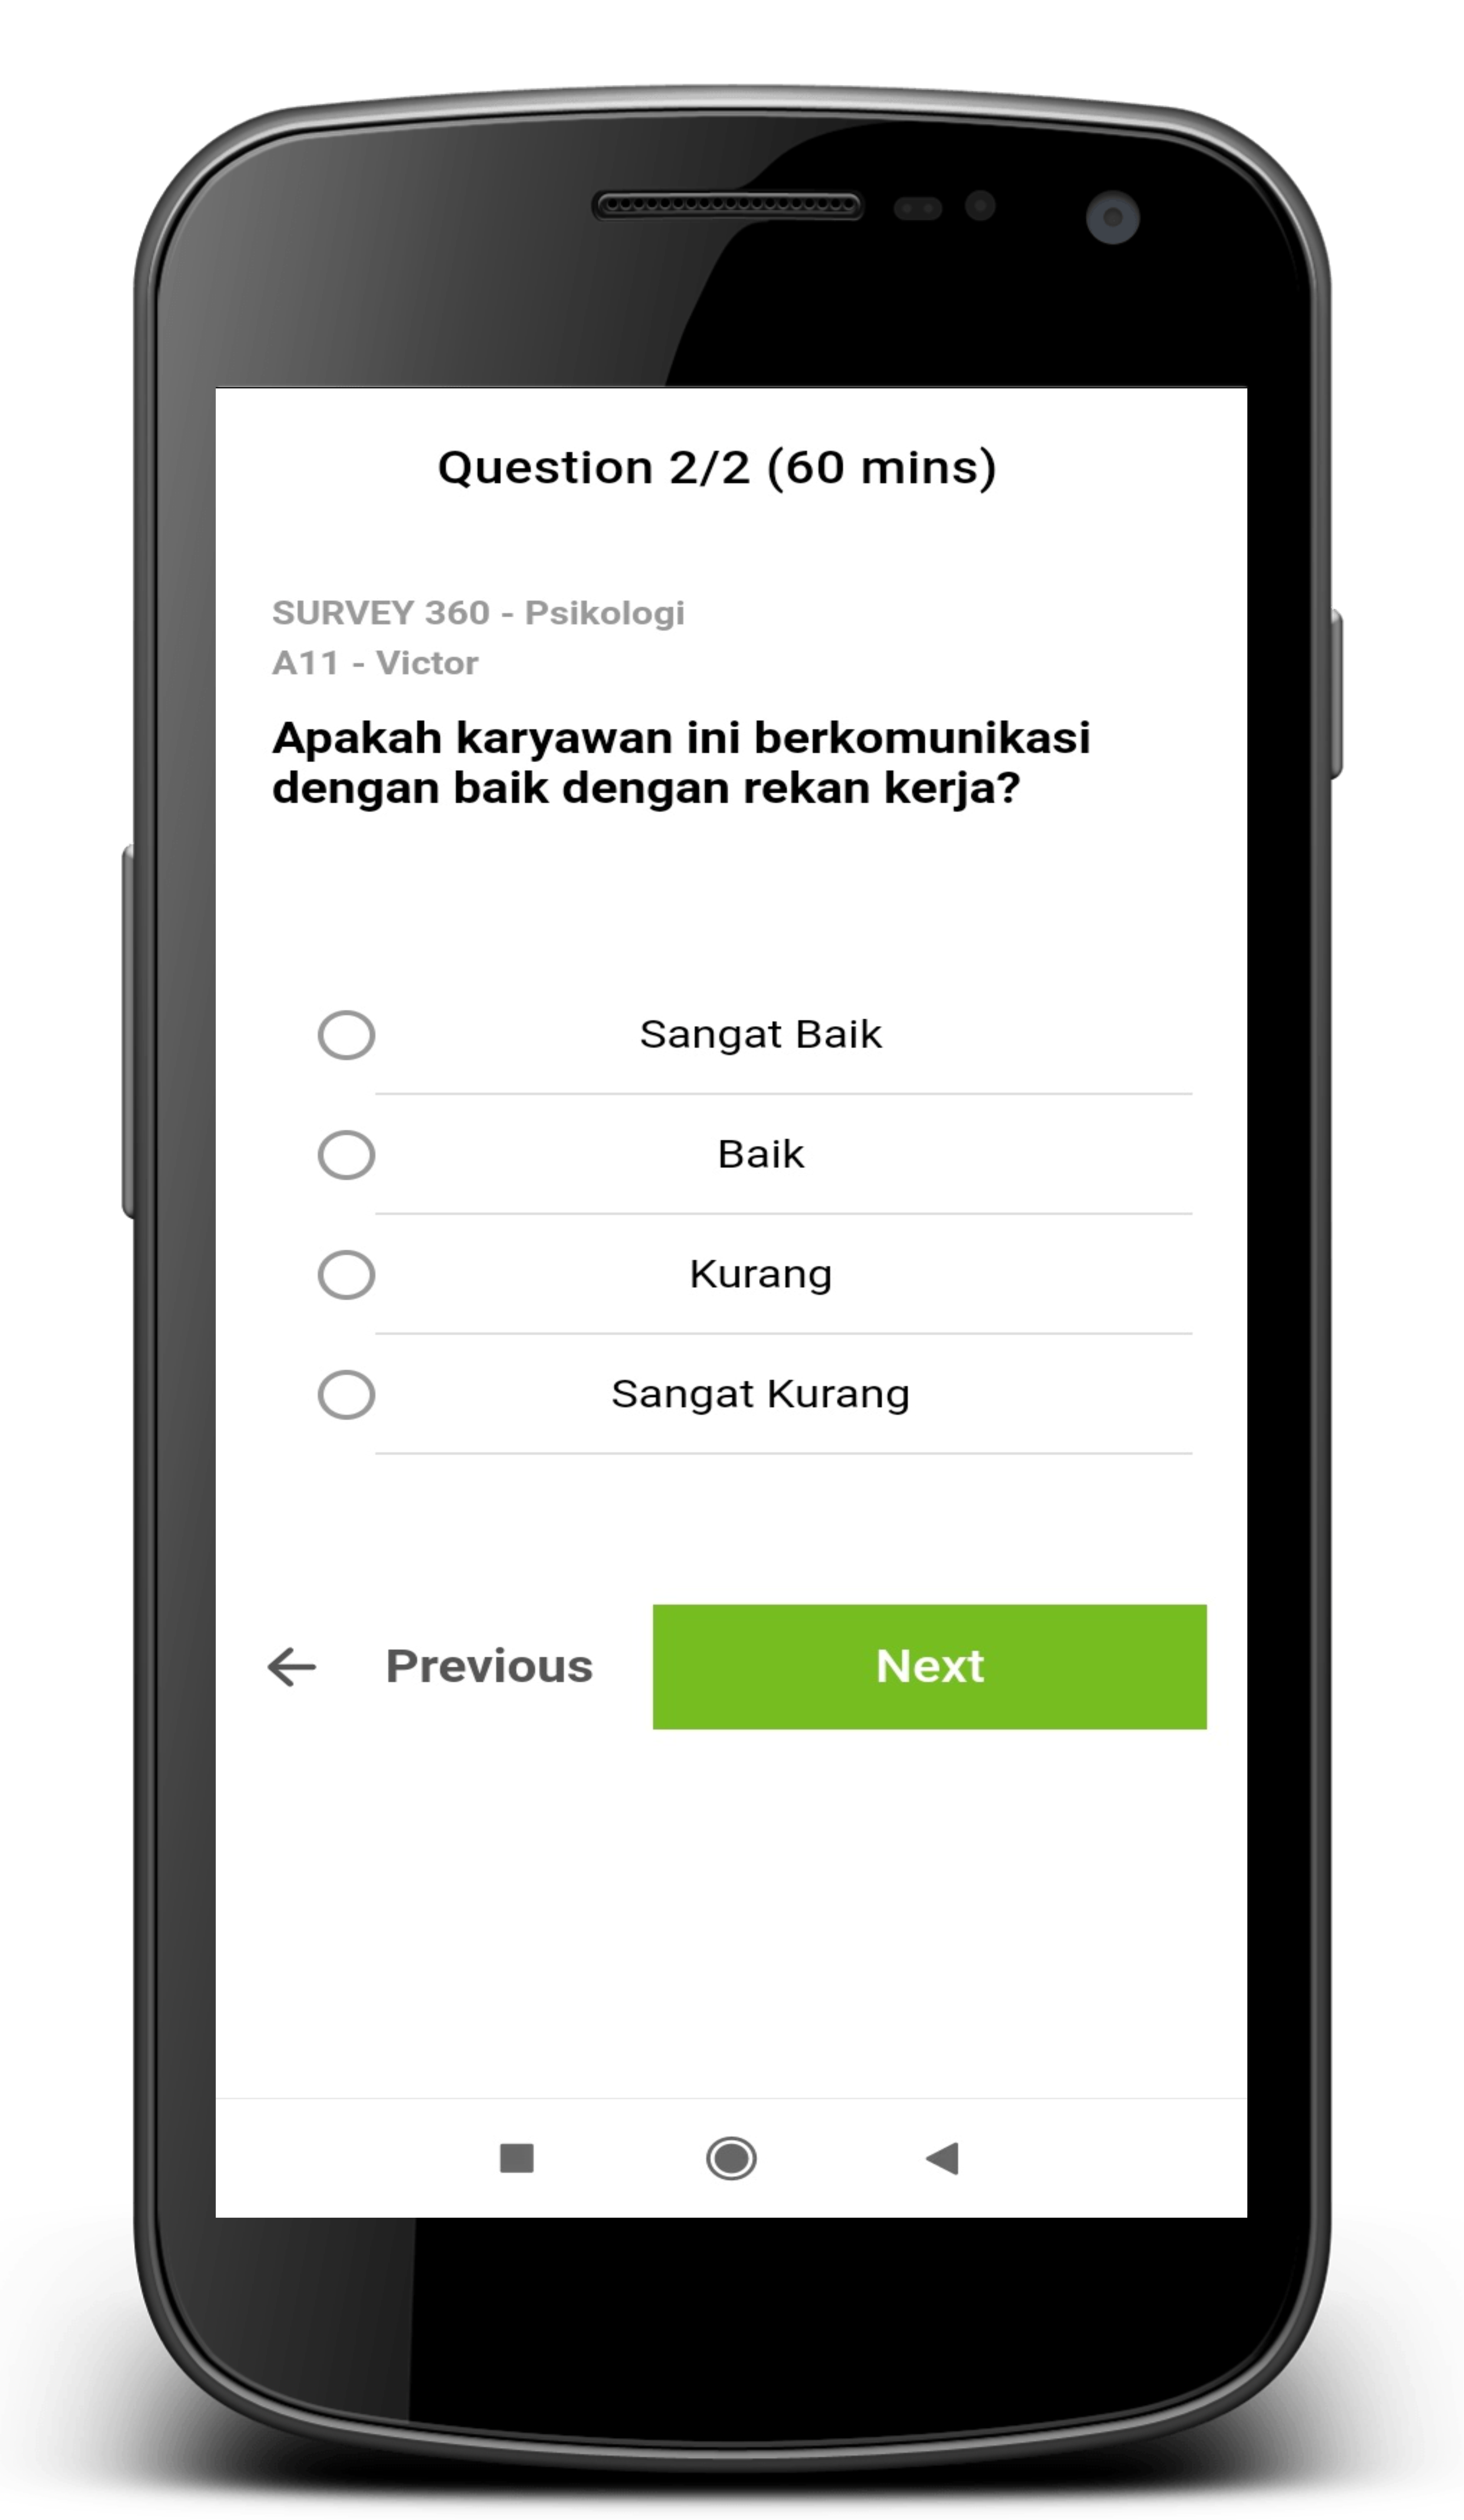 Question 2/2 (60 mins)
SURVEY 360 - Psikologi
A11 - Victor
Apakah karyawan ini berkomunikasi
dengan baik dengan rekan kerja?
Sangat Baik
Baik
Kurang
Sangat Kurang
Previous
Next